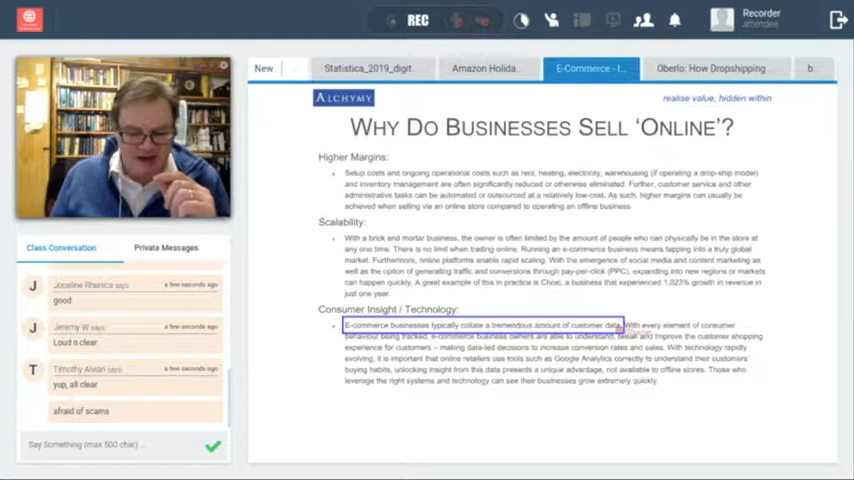 REC
Recorder
attendee
New
Statistica_2019_digit
Amazon Holida
E-Commerce - I...
Oberlo: How Dropshipping
b...
ALCHYMY
realise value, hidden within
WHY DO BUSINESSES SELL ‘ONLINE’?
Higher Margins:
Setup costs and ongoing operational costs such as rent, heating, electricity, warehousing (if operating a drop-ship model)
and inventory management are often significantly reduced or otherwise eliminated. Further, customer service and other
administrative tasks can be automated or outsourced at a relatively low-cost. As such, higher margins can usually be
achieved when selling via an online store compared to operating an offline business.
Scalability:
With a brick and mortar business, the owner is often limited by the amount of people who can physically be in the store at
any one time. There is no limit when trading online. Running an e-commerce business means tapping into a truly global
market. Furthermore, online platforms enable rapid scaling. With the emergence of social media and content marketing as
well as the option of generating traffic and conversions through pay-per-click (PPC), expanding into new regions or markets
can happen quickly. A great example of this in practice is Choxi, a business that experienced 1,023% growth in revenue in
just one year.
Consumer Insight / Technology:
E-commerce businesses typically collate a tremendous amount of customer data. With every element of consumer
behaviour being tracked, e-commerce business owners are able to understand, tweak and improve the customer shopping
experience for customers – making data-led decisions to increase conversion rates and sales. With technology rapidly
evolving, it is important that online retailers use tools such as Google Analytics correctly to understand their customers'
buying habits, unlocking insight from this data presents a unique advantage, not available to offline stores. Those who
leverage the right systems and technology can see their businesses grow extremely quickly.
Class Conversation
Private Messages
J
Joceline Rhenica says
a few seconds ago
good
J
Jeremy W says
a few seconds ago
Loud n clear
T
Timothy Alvian says:
a few seconds ago
yup, all clear
afraid of scams
Say Something (max 500 char) ...